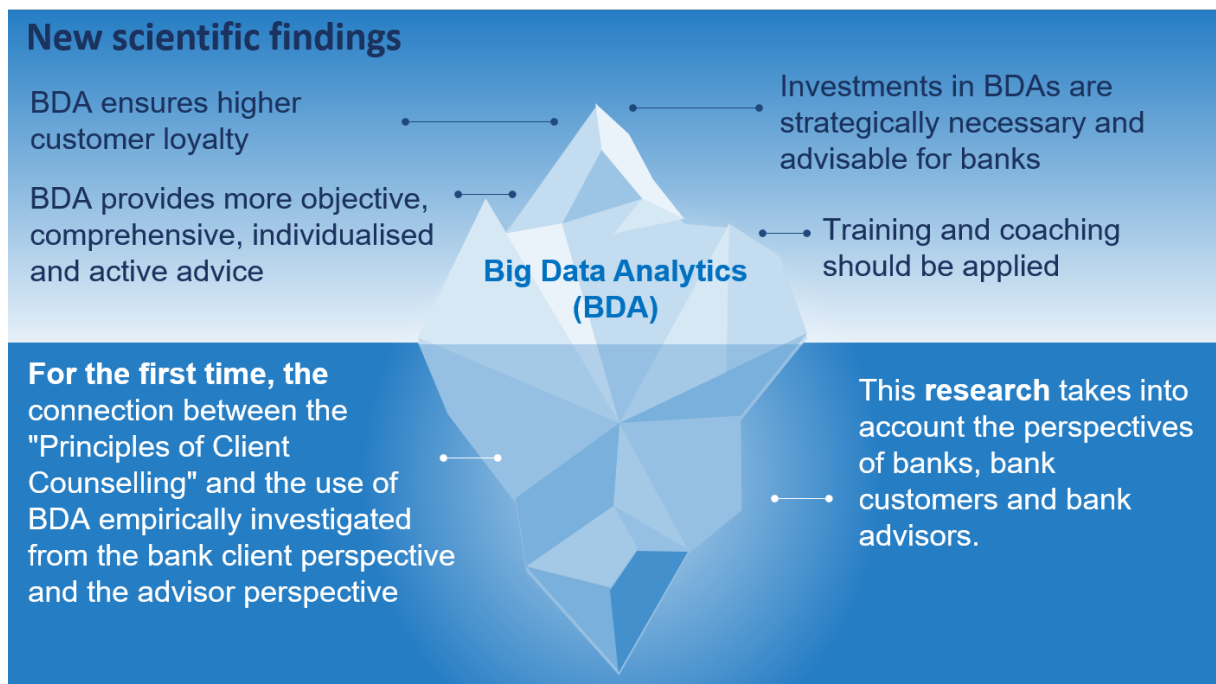 New scientific findings
BDA ensures higher
customer loyalty
BDA provides more objective,
comprehensive, individualised
and active advice
Investments in BDAs are
strategically necessary and
advisable for banks
Training and coaching
should be applied
Big Data Analytics
(BDA)
For the first time, the
connection between the
"Principles of Client
Counselling" and the use of
BDA empirically investigated
from the bank client perspective
and the advisor perspective
This research takes into
account the perspectives
of banks, bank
customers and bank
advisors.